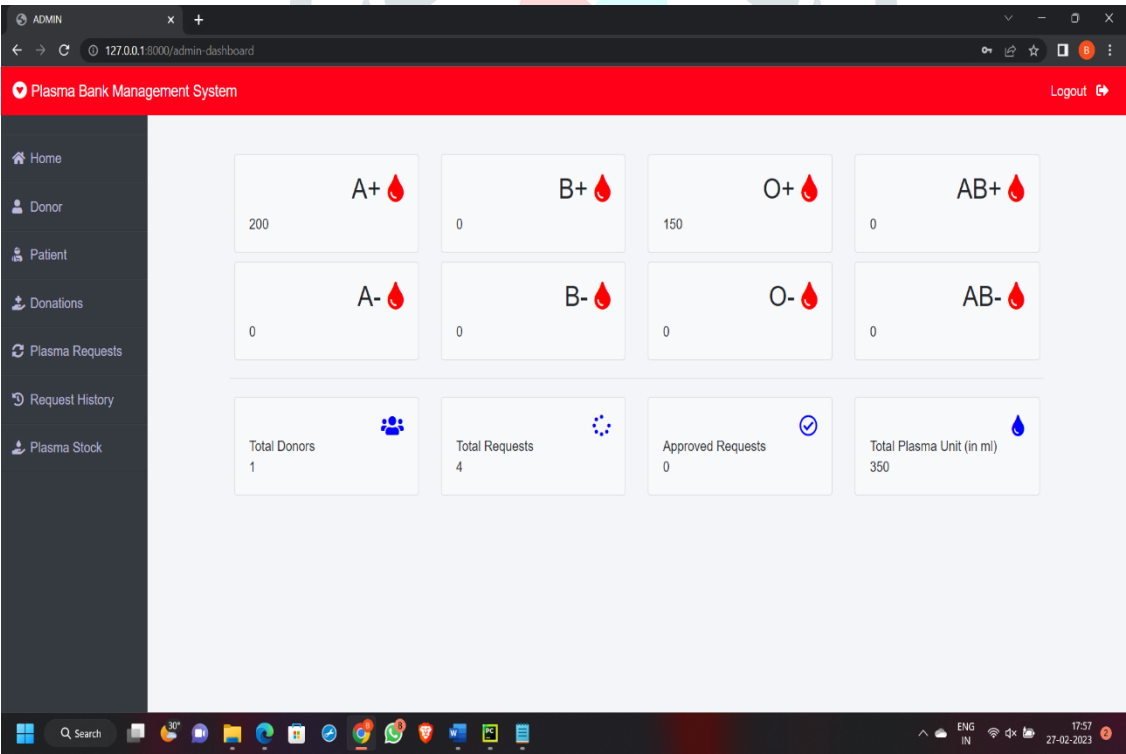 ADMIN
127.0.0.1:8000/admin-dashboard
B
Plasma Bank Management System
Logout
Home
Donor
Patient
Donations
Plasma Requests
Request History
Plasma Stock
A+
200
B+
0
O+
150
AB+
0
A-
0
B-
0
O-
0
AB-
0
Total Donors
1
Total Requests
4
Approved Requests
0
Total Plasma Unit (in ml)
350
Search
30°
8
W
PC
ENG
IN
17:57
27-02-2023
2